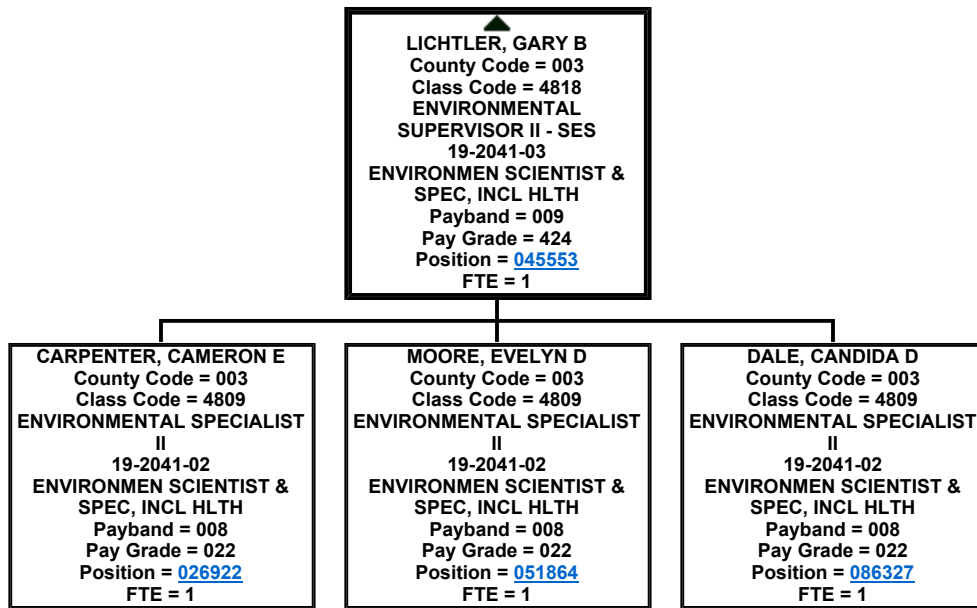 LICHTLER, GARY B
County Code = 003
Class Code = 4818
ENVIRONMENTAL
SUPERVISOR II - SES
19-2041-03
ENVIRONMEN SCIENTIST &
SPEC, INCL HLTH
Payband = 009
Pay Grade = 424
Position = 045553
FTE = 1
CARPENTER, CAMERON E
County Code = 003
Class Code = 4809
ENVIRONMENTAL SPECIALIST
II
19-2041-02
ENVIRONMEN SCIENTIST &
SPEC, INCL HLTH
Payband = 008
Pay Grade = 022
Position = 026922
FTE = 1
MOORE, EVELYN D
County Code = 003
Class Code = 4809
ENVIRONMENTAL SPECIALIST
II
19-2041-02
ENVIRONMEN SCIENTIST &
SPEC, INCL HLTH
Payband = 008
Pay Grade = 022
Position = 051864
FTE = 1
DALE, CANDIDA D
County Code = 003
Class Code = 4809
ENVIRONMENTAL SPECIALIST
II
19-2041-02
ENVIRONMEN SCIENTIST &
SPEC, INCL HLTH
Payband = 008
Pay Grade = 022
Position = 086327
FTE = 1